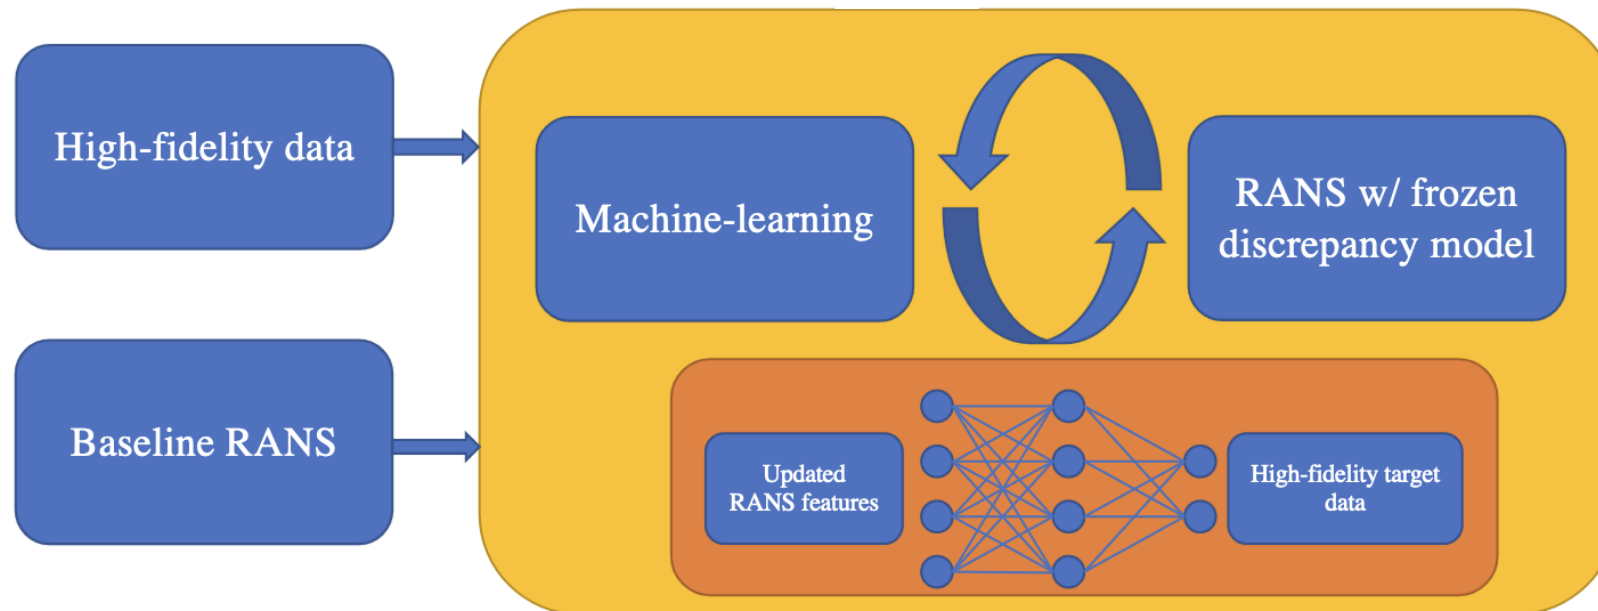 High-fidelity data
Machine-learning
RANS w/ frozen
discrepancy model
Baseline RANS
Updated
RANS features
High-fidelity target
data